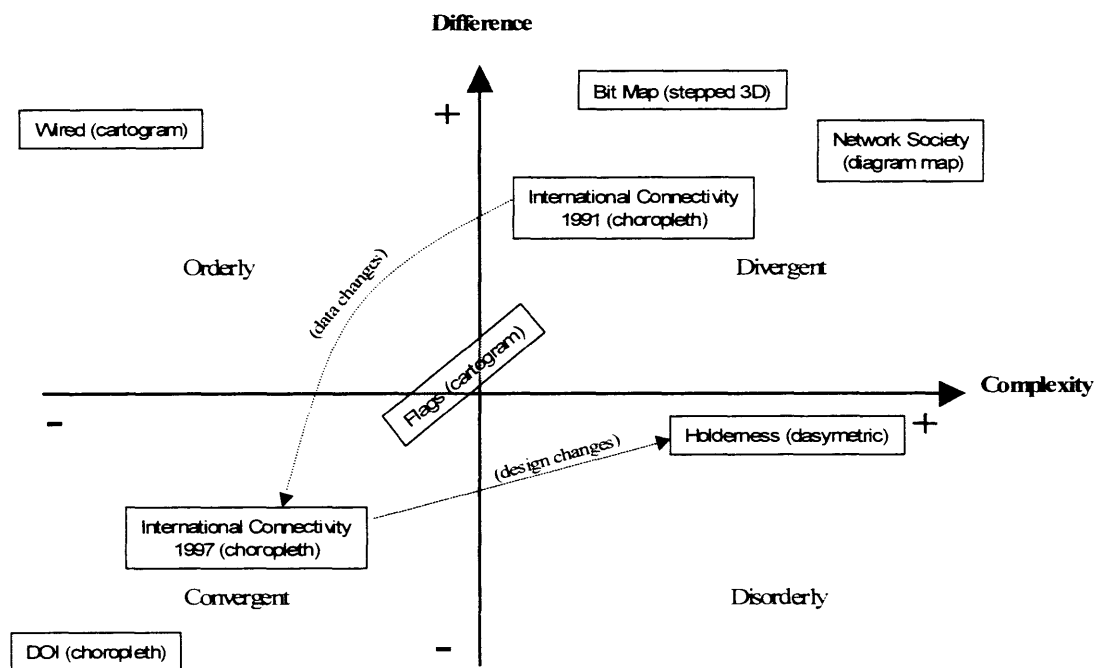 Difference
Bit Map (stepped 3D)
+
Wired (cartogram)
Network Society
(diagram map)
International Connectivity
1991 (choropleth)
Orderly
(data changes)
Divergent
Flags (cartogram)
Complexity
-
+
Holderness (dasymetric)
(design changes)
International Connectivity
1997 (choropleth)
Convergent
Disorderly
DOI (choropleth)
-